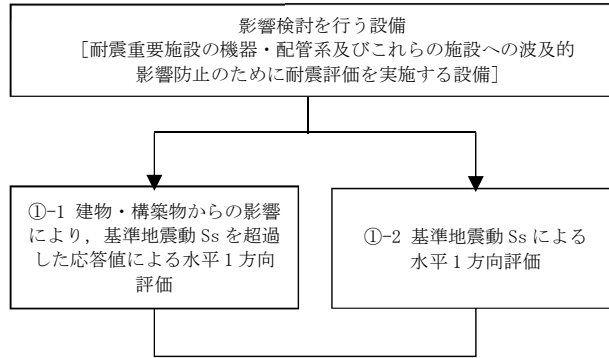 影響検討を行う設備
［耐震重要施設の機器・配管系及びこれらの施設への波及的
影響防止のために耐震評価を実施する設備］
①-1 建物・構築物からの影響
により，基準地震動 Ss を超過
した応答値による水平 1 方向
評価
①-2 基準地震動 Ss による
水平 1 方向評価